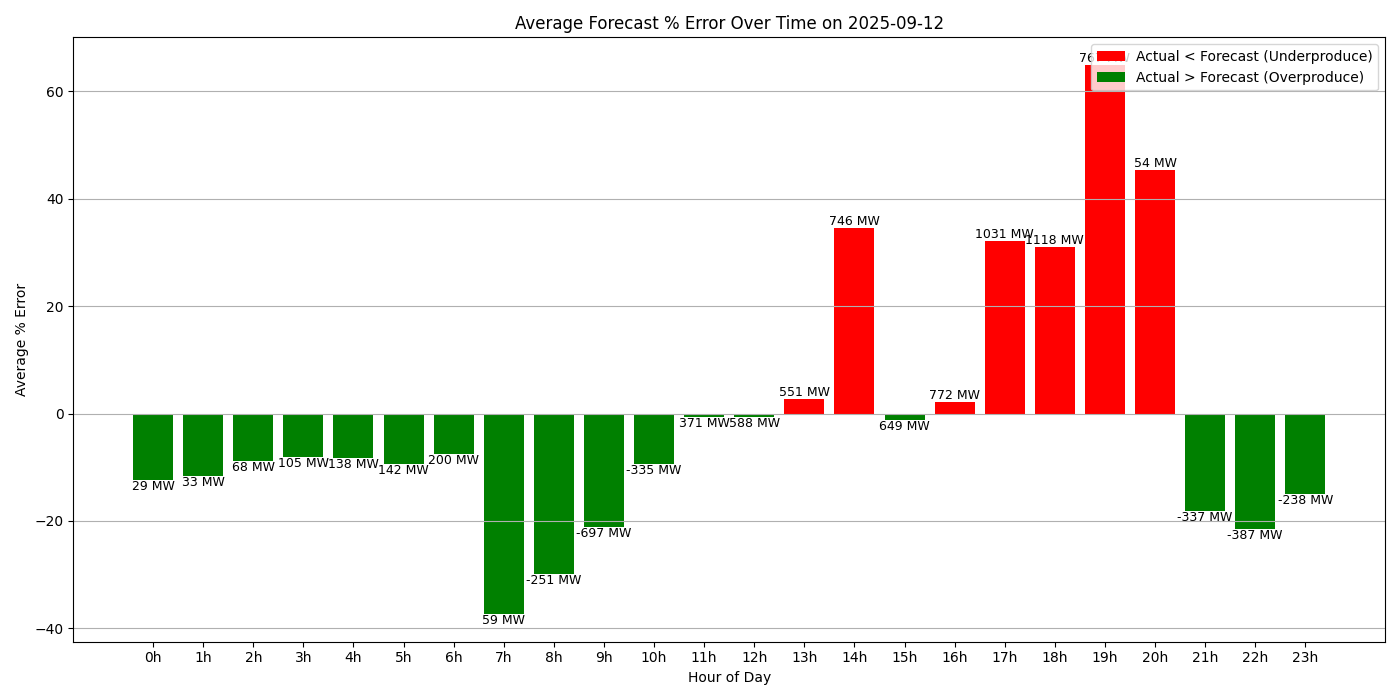 Average Forecast % Error Over Time on 2025-09-12
Actual < Forecast (Underproduce)
Actual > Forecast (Overproduce)
Average % Error
60
40
20
0
−20
−40
29 MW
33 MW
68 MW
105 MW
138 MW
142 MW
200 MW
59 MW
-251 MW
-697 MW
-335 MW
371 MW
588 MW
551 MW
746 MW
649 MW
772 MW
1031 MW
1118 MW
54 MW
-337 MW
-387 MW
-238 MW
0h 1h 2h 3h 4h 5h 6h 7h 8h 9h 10h 11h 12h 13h 14h 15h 16h 17h 18h 19h 20h 21h 22h 23h
Hour of Day